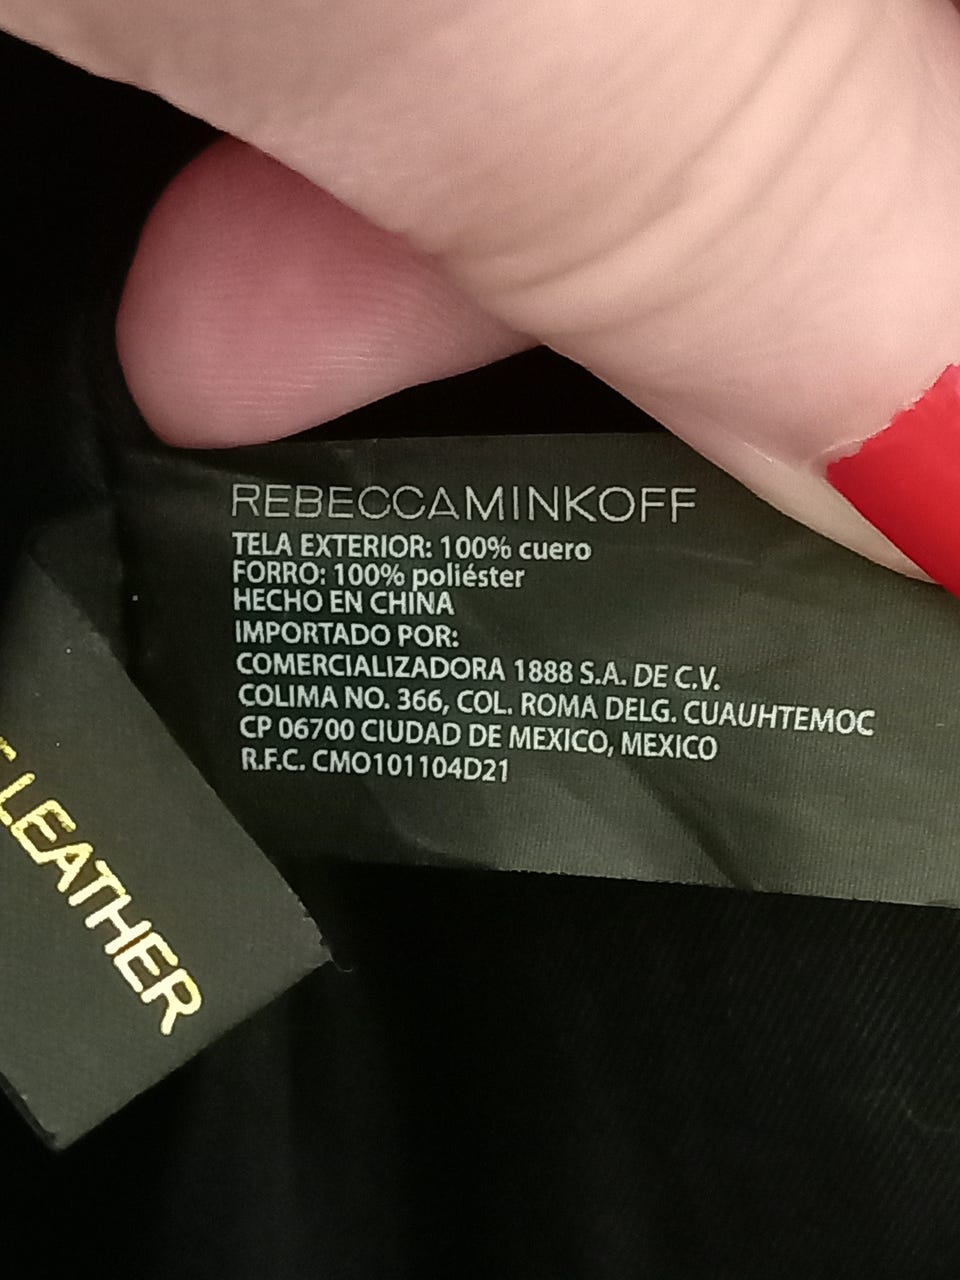 REBECCAMINKOFF
TELA EXTERIOR: 100% cuero
FORRO: 100% poliéster
HECHO EN CHINA
IMPORTADO POR:
COMERCIALIZADORA 1888 S.A. DE C.V.
COLIMA NO. 366, COL. ROMA DELG. CUAUHTEMOC
CP 06700 CIUDAD DE MEXICO, MEXICO
R.F.C. CMO101104D21
LEATHER